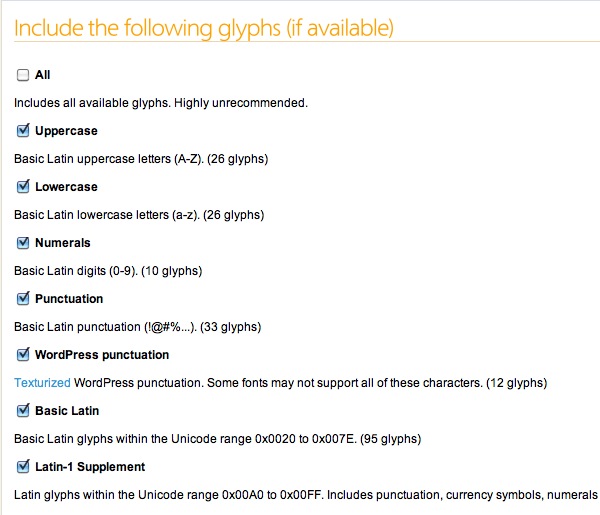 Include the following glyphs (if available)
All
Includes all available glyphs. Highly unrecommended.
Uppercase
Basic Latin uppercase letters (A-Z). (26 glyphs)
Lowercase
Basic Latin lowercase letters (a-z). (26 glyphs)
Numerals
Basic Latin digits (0-9). (10 glyphs)
Punctuation
Basic Latin punctuation (!@#%...). (33 glyphs)
WordPress punctuation
Texturized WordPress punctuation. Some fonts may not support all of these characters. (12 glyphs)
Basic Latin
Basic Latin glyphs within the Unicode range 0x0020 to 0x007E. (95 glyphs)
Latin-1 Supplement
Latin glyphs within the Unicode range 0x00A0 to 0x00FF. Includes punctuation, currency symbols, numerals